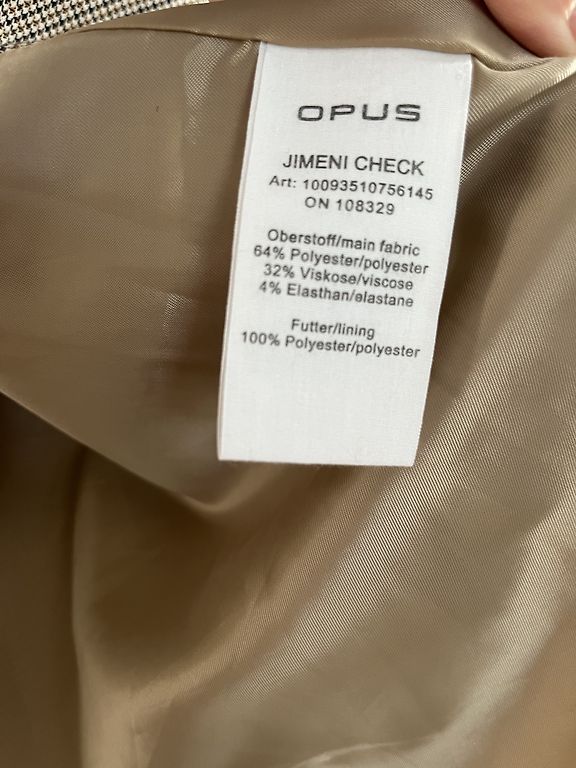 OPUS
JIMENI CHECK
Art: 10093510756145
ON 108329
Oberstoff/main fabric
64% Polyester/polyester
32% Viskose/viscose
4% Elasthan/elastane
Futter/lining
100% Polyester/polyester